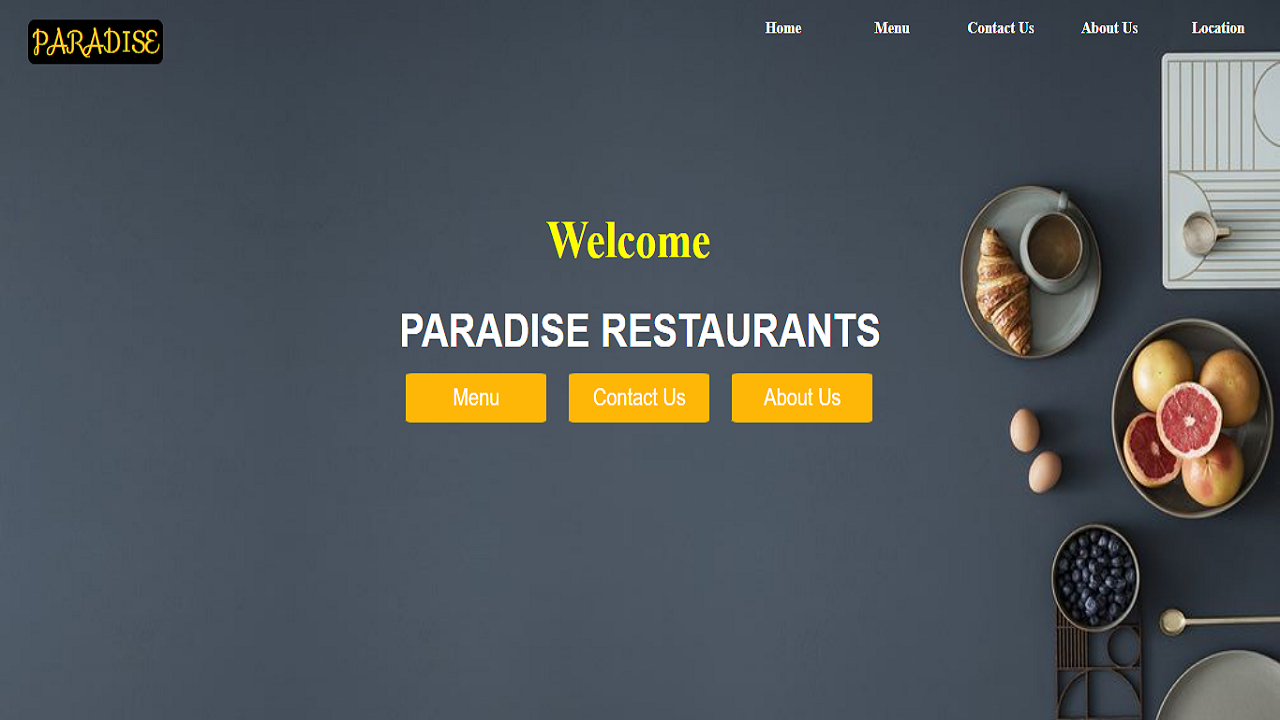 PARADISE
Home Menu Contact Us About Us Location
Welcome
PARADISE RESTAURANTS
Menu Contact Us About Us